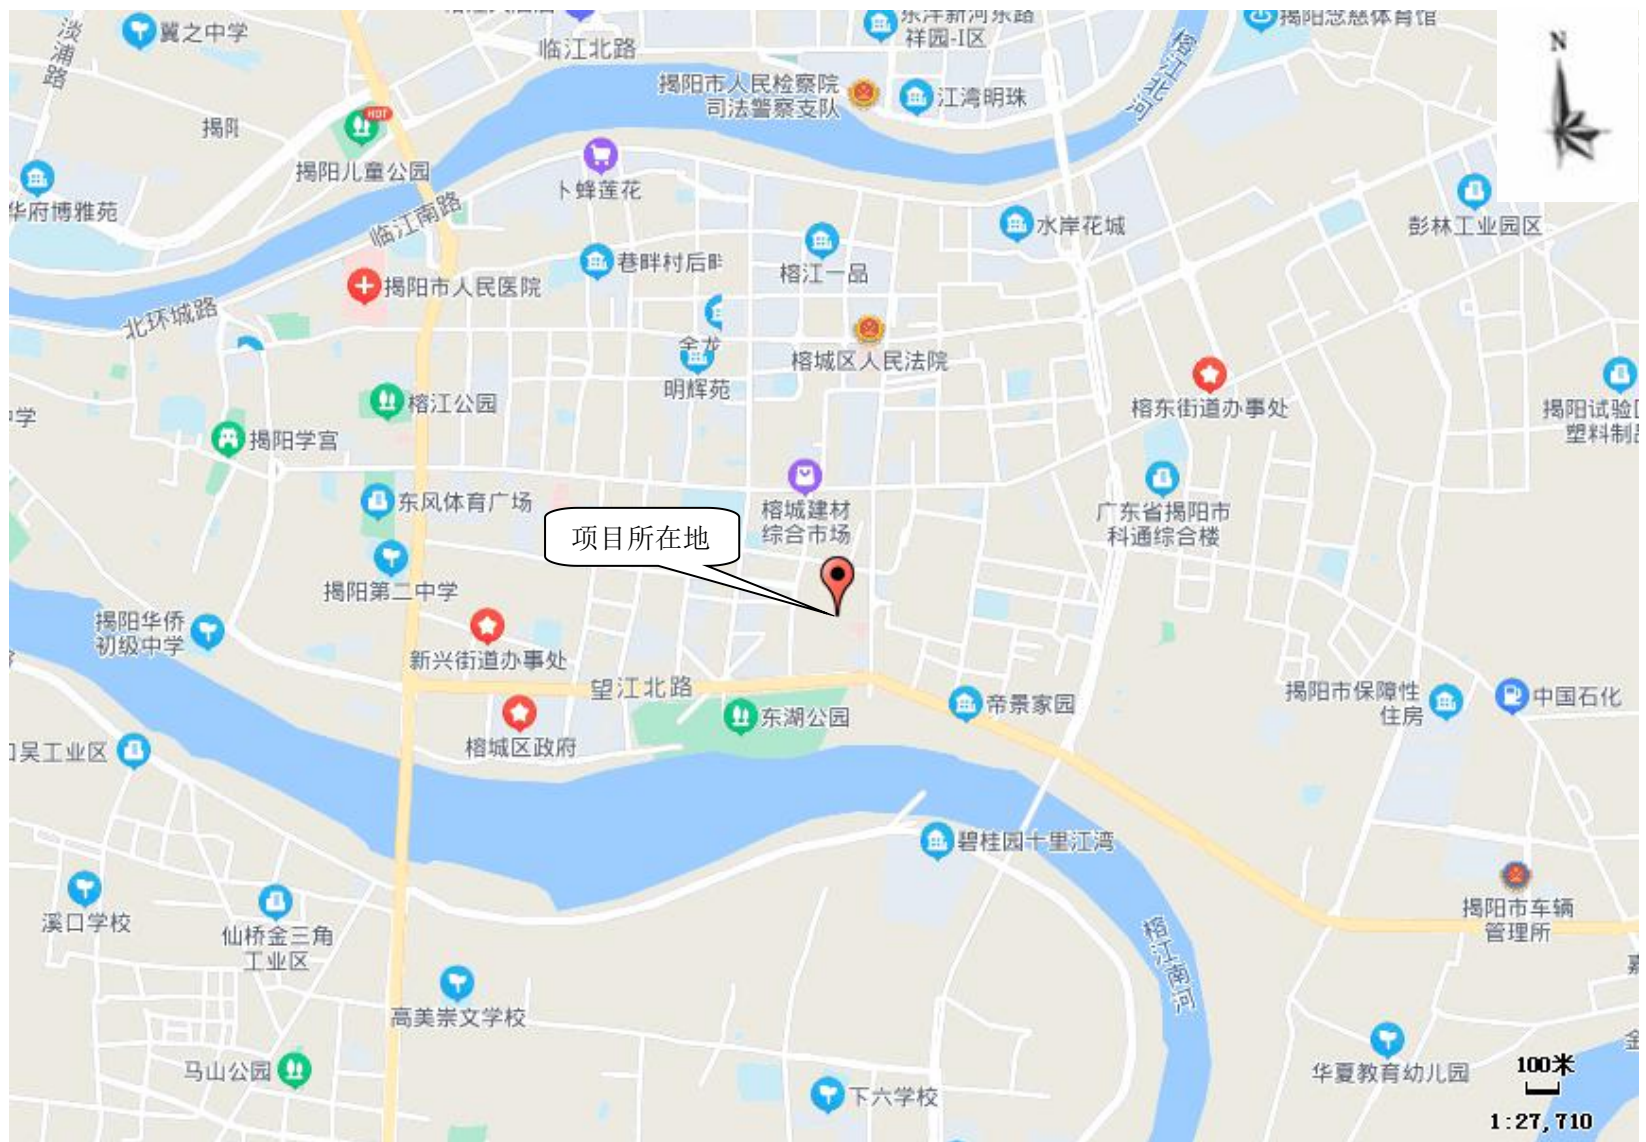 淡浦路
冀之中学
临江北路
祥园-I区
揭阳市人民检察院
司法警察支队
江湾明珠
榕江北河
揭阳
揭阳儿童公园
HOT
卜蜂莲花
华府博雅苑
临江南路
水岸花城
彭林工业园区
巷畔村后畔
榕江一品
揭阳市人民医院
北环城路
金龙
明辉苑
榕城区人民法院
榕江公园
榕东街道办事处
中学
揭阳学宫
揭阳试验区
塑料制品
东风体育广场
榕城建材
综合市场
广东省揭阳市
科通综合楼
项目所在地
揭阳第二中学
揭阳华侨
初级中学
新兴街道办事处
望江北路
东湖公园
帝景家园
揭阳市保障性
住房
中国石化
榕城区政府
吴工业区
碧桂园十里江湾
溪口学校
仙桥金三角
工业区
揭阳市车辆
管理所
榕江南河
高美崇文学校
马山公园
下六学校
华夏教育幼儿园
N
100米
1:27,710